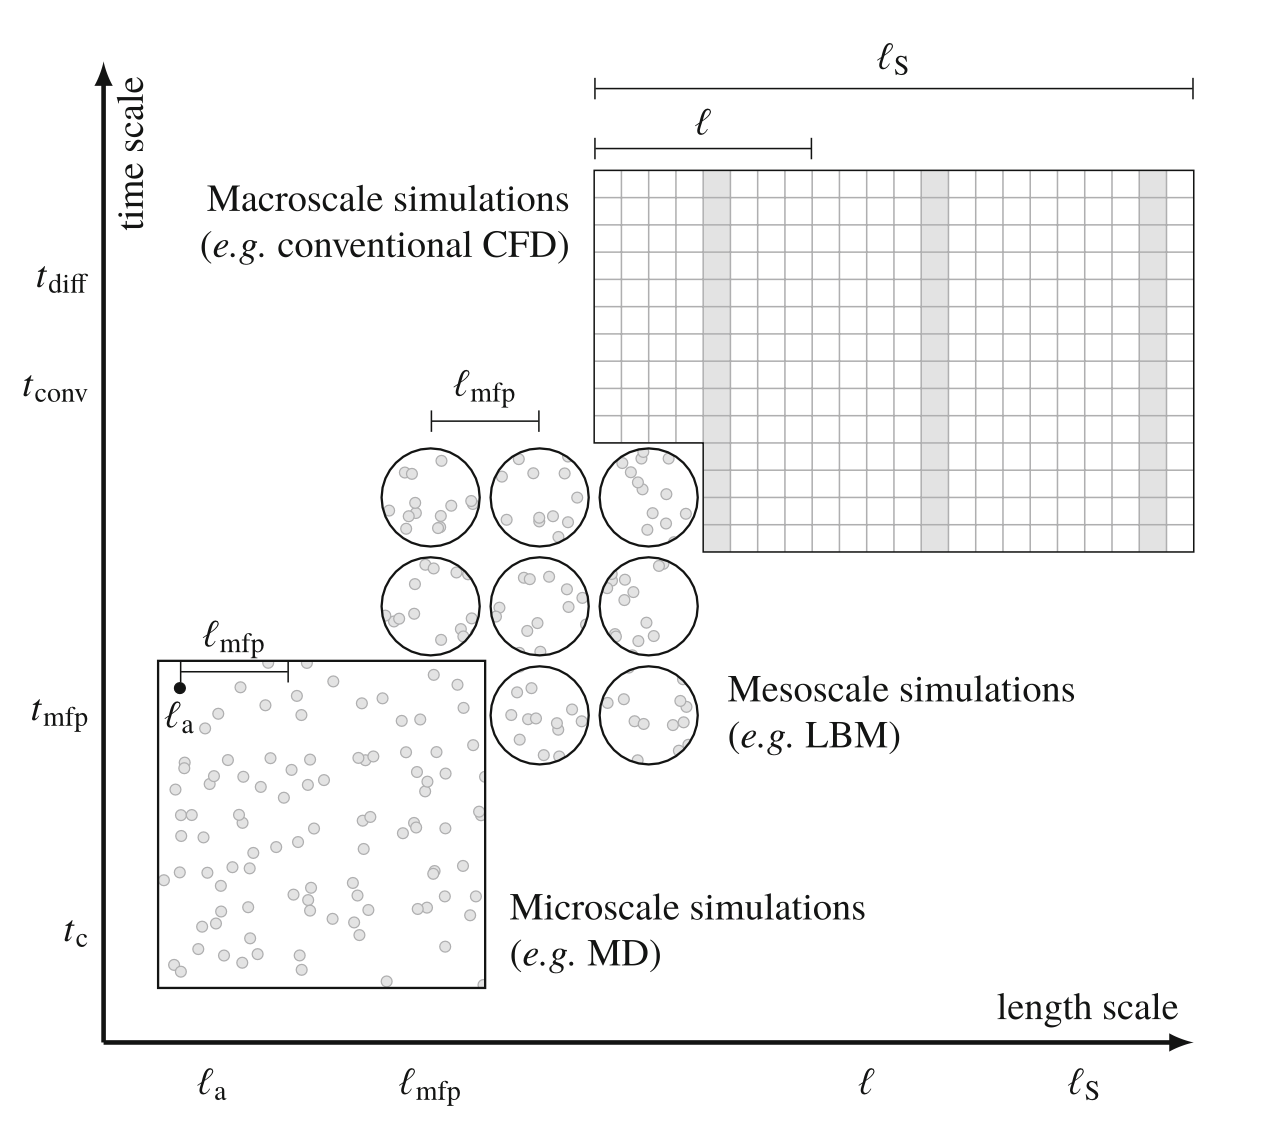 ℓS
ℓ
time scale
Macroscale simulations
(e.g. conventional CFD)
tdiff
tconv
ℓmfp
ℓmfp
ℓa
tmfp
Mesoscale simulations
(e.g. LBM)
Microscale simulations
(e.g. MD)
tc
length scale
ℓa ℓmfp ℓ ℓS